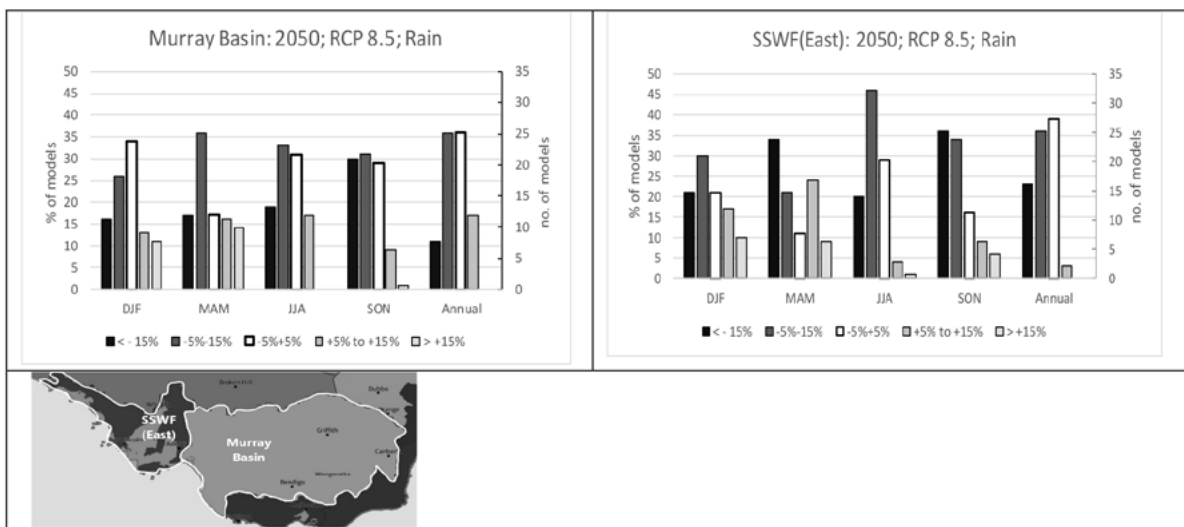 Murray Basin: 2050; RCP 8.5; Rain
% of models
50
45
40
35
30
25
20
15
10
5
0
35
30
25
20
15
10
5
0
no. of models
DJF MAM JJA SON Annual
< - 15% -5%-15% -5%+5% +5% to +15% > +15%
SSWF(East): 2050; RCP 8.5; Rain
% of models
50
45
40
35
30
25
20
15
10
5
0
35
30
25
20
15
10
5
0
no. of models
DJF MAM JJA SON Annual
< - 15% -5%-15% -5%+5% +5% to +15% > +15%
Broken Hill
Dubbo
SSWF
(East)
Griffith
Murray
Basin
Bendigo